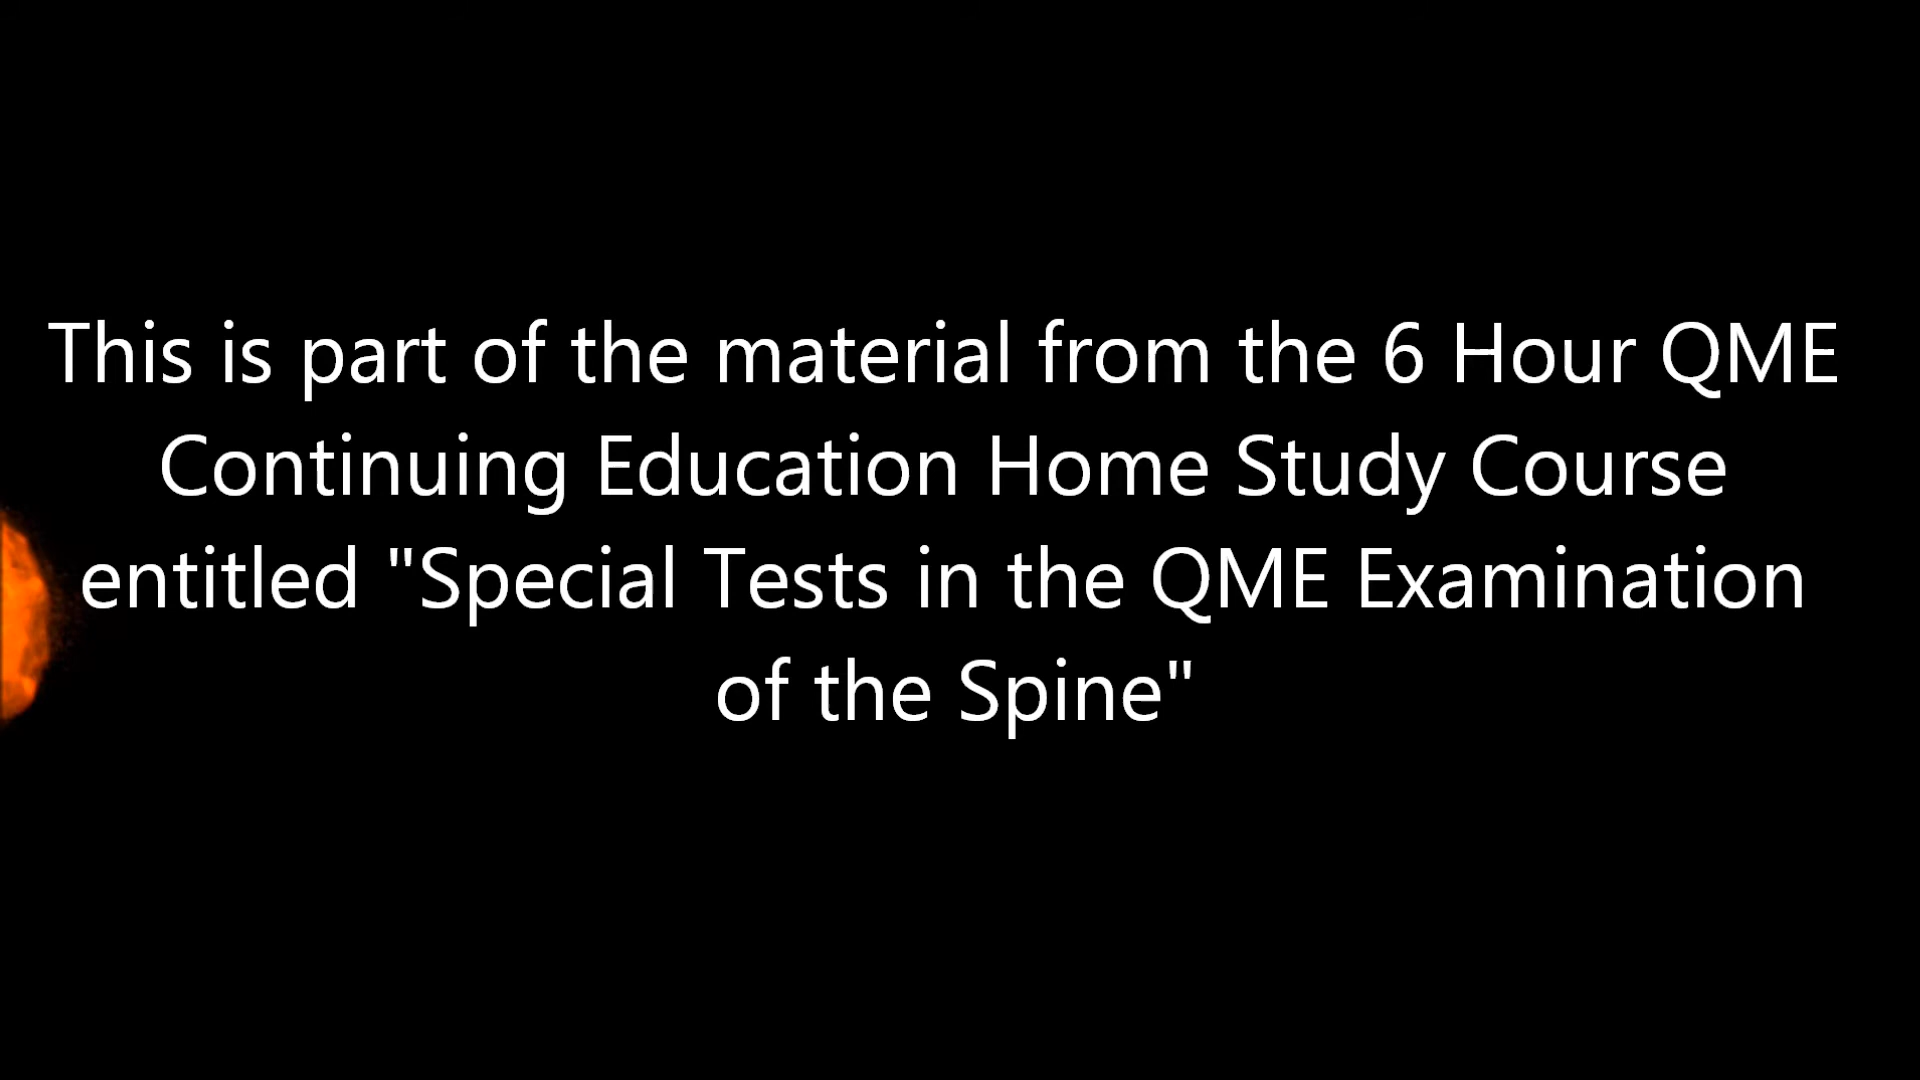 This is part of the material from the 6 Hour QME
Continuing Education Home Study Course
entitled "Special Tests in the QME Examination
of the Spine"